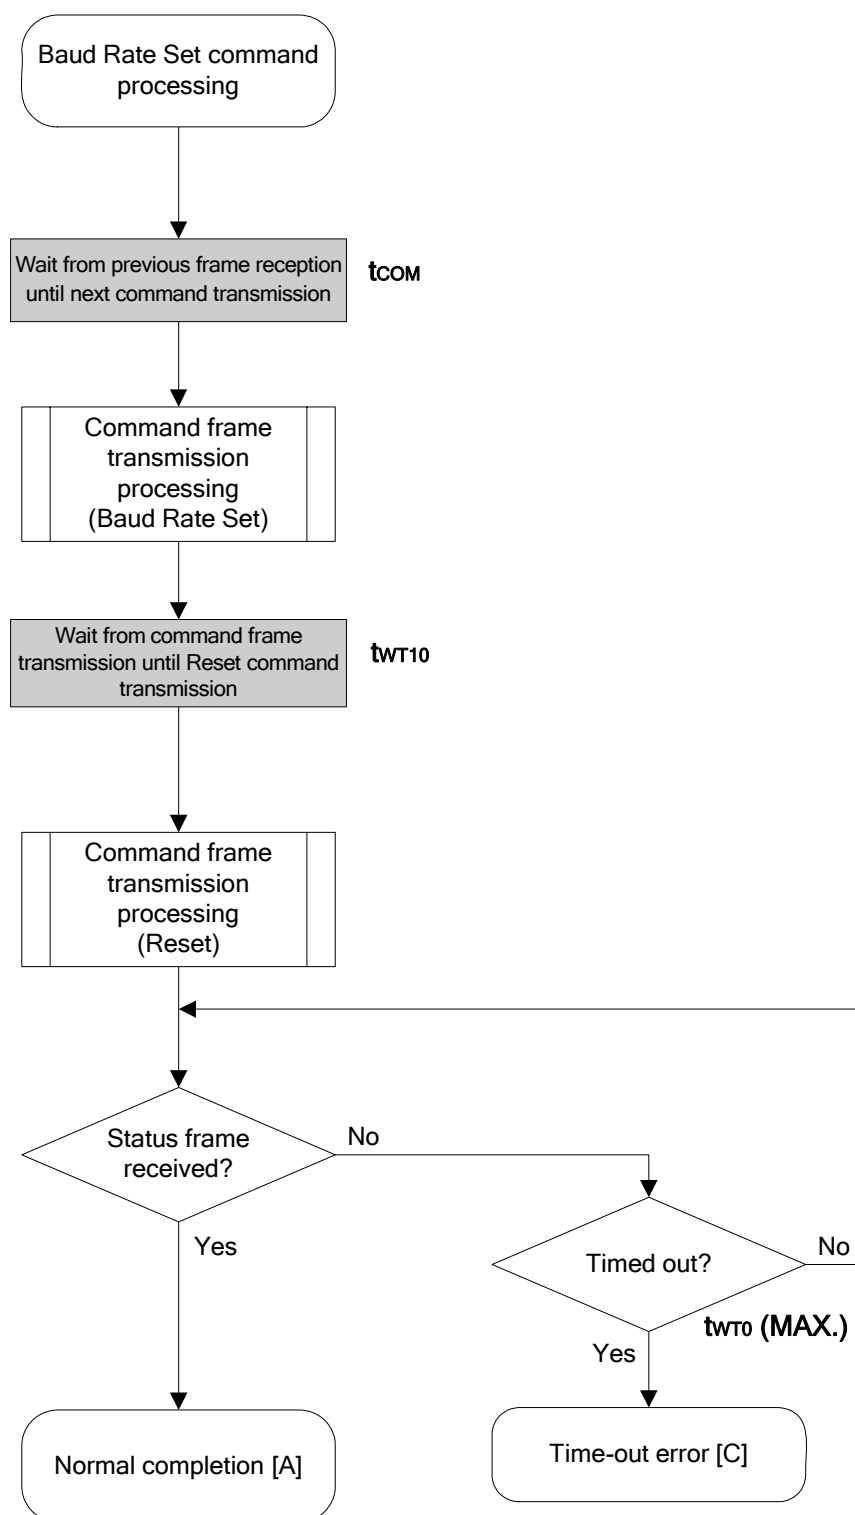 Baud Rate Set command
processing
Wait from previous frame reception
until next command transmission
tCOM
Command frame
transmission
processing
(Baud Rate Set)
Wait from command frame
transmission until Reset command
transmission
tWT10
Command frame
transmission
processing
(Reset)
Status frame
received?
No
Yes
Timed out?
No
tWT0 (MAX.)
Yes
Normal completion [A]
Time-out error [C]